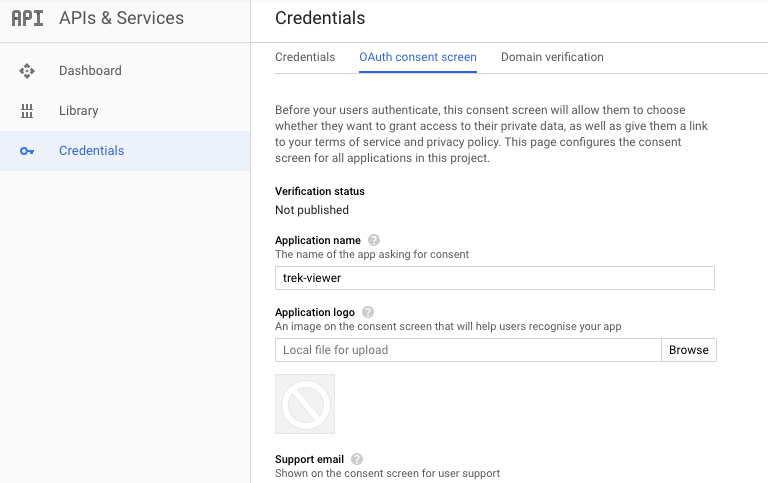 API APIs & Services
Credentials
Dashboard
Library
Credentials
Credentials OAuth consent screen Domain verification
Before your users authenticate, this consent screen will allow them to choose
whether they want to grant access to their private data, as well as give them a link
to your terms of service and privacy policy. This page configures the consent
screen for all applications in this project.
Verification status
Not published
Application name ?
The name of the app asking for consent
trek-viewer
Application logo ?
An image on the consent screen that will help users recognise your app
Local file for upload Browse
Support email ?
Shown on the consent screen for user support